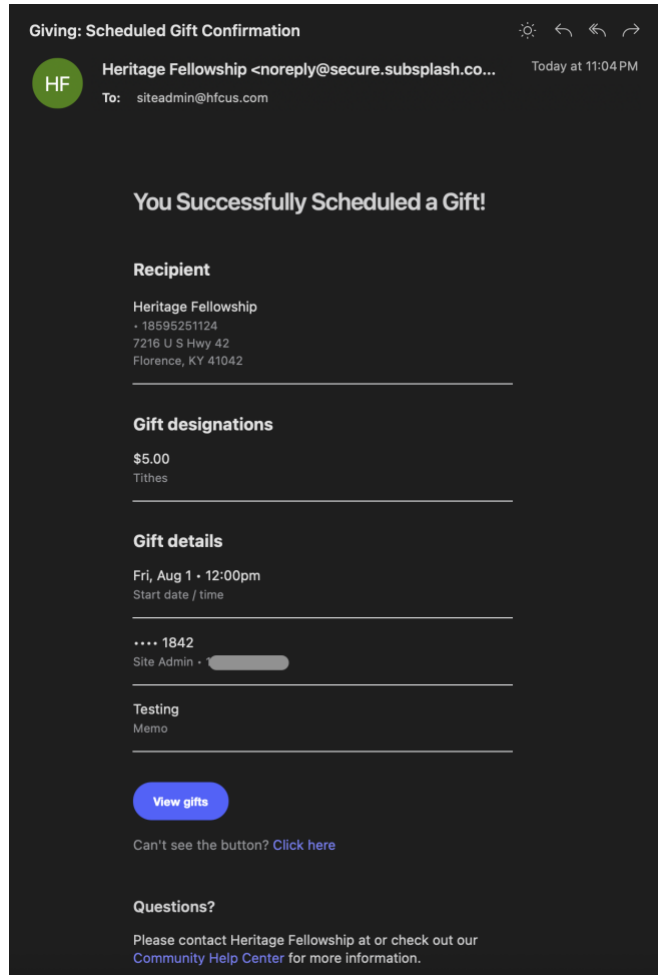 Giving: Scheduled Gift Confirmation
HF
Heritage Fellowship <noreply@secure.subsplash.co...
Today at 11:04 PM
To: siteadmin@hfcus.com
You Successfully Scheduled a Gift!
Recipient
Heritage Fellowship
• 18595251124
7216 U S Hwy 42
Florence, KY 41042
Gift designations
$5.00
Tithes
Gift details
Fri, Aug 1 • 12:00pm
Start date / time
•••• 1842
Site Admin •
Testing
Memo
View gifts
Can't see the button? Click here
Questions?
Please contact Heritage Fellowship at or check out our
Community Help Center for more information.